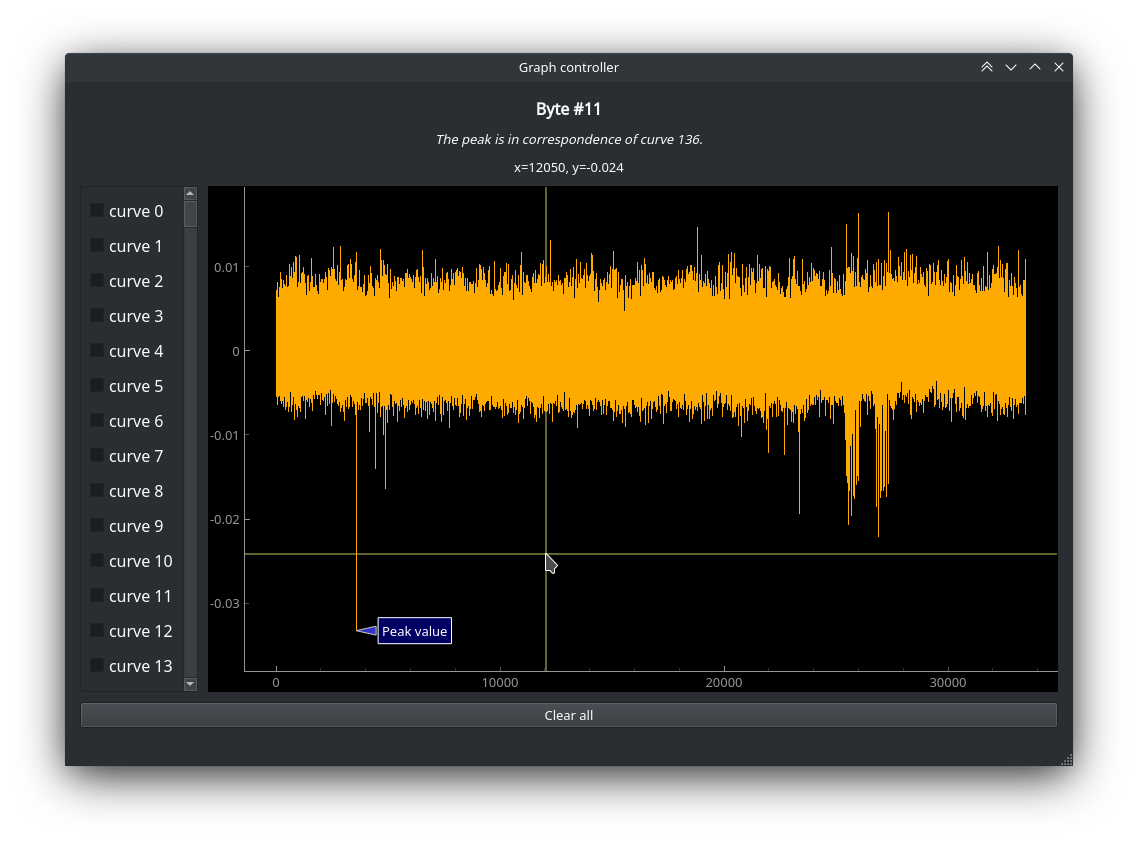 Graph controller
Byte #11
The peak is in correspondence of curve 136.
x=12050, y=-0.024
curve 0
curve 1
curve 2
curve 3
curve 4
curve 5
curve 6
curve 7
curve 8
curve 9
curve 10
curve 11
curve 12
curve 13
0.01
0
-0.01
-0.02
-0.03
Peak value
0 10000 20000 30000
Clear all